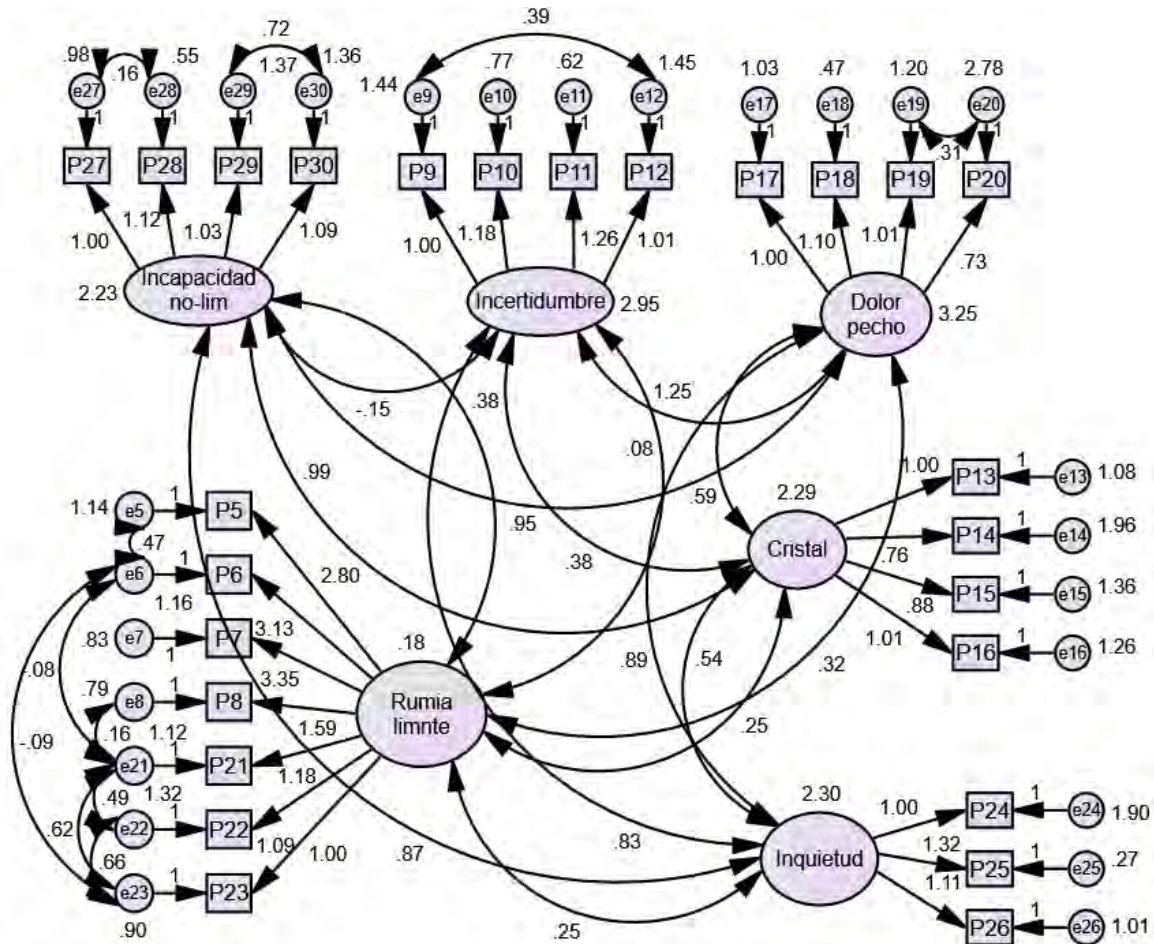 .39
.98 .16 .55 .72 1.37 1.36
1.44 .77 .62 1.45
1.03 .47 1.20 2.78
e27 e28 e29 e30 e9 e10 e11 e12 e17 e18 e19 e20
1 1 1 1 1 1 1 1 1 1 1 1
.31
P27 P28 P29 P30 P9 P10 P11 P12 P17 P18 P19 P20
1.00 1.12 1.03 1.09 1.00 1.18 1.26 1.01 1.00 1.10 1.01 .73
2.23 Incapacidad
no-lim
Incertidumbre 2.95
Dolor
pecho 3.25
-.15 .38 1.25
.99 .08
.95 .38 .59
1.14 e5 1 P5
.47
e6 1 P6
1.16
.83 e7 1 P7
.08
.79 e8 1 P8
.16 1.12
-.09 e21 P21
.49 1.32
.62 e22 1 P22
.66 1.09
e23 1 P23
.90
2.80
3.13
3.35
1.59
1.18
1.00
.18
Rumia
limnte
2.29
Cristal
1.00 P13 1 e13 1.08
P14 1 e14 1.96
.76
P15 1 e15 1.36
.88
1.01 P16 1 e16 1.26
.89 .54 .32
.25
.87 .83
.25
2.30
Inquietud
1.00 P24 1 e24 1.90
1.32 P25 1 e25 .27
1.11 P26 1 e26 1.01